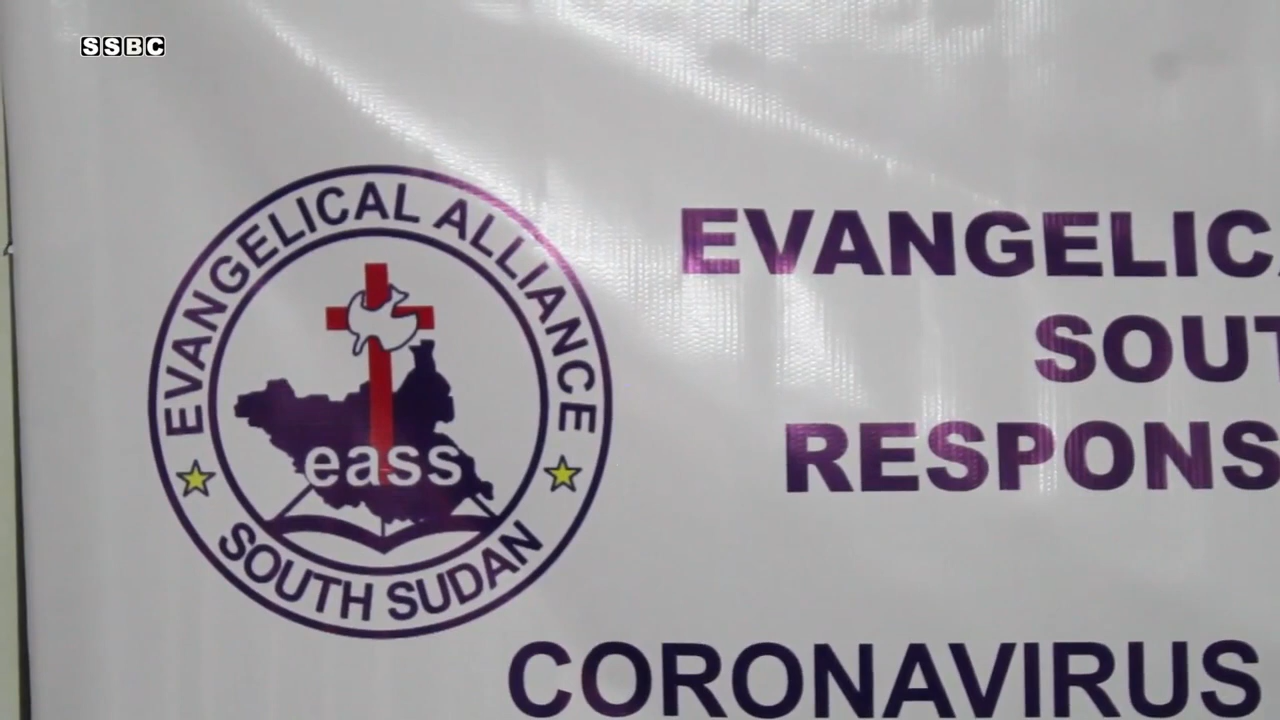 SSBC
EVANGELICAL ALLIANCE
eass
SOUTH SUDAN
EVANGELIC
SOUT
RESPONS
CORONAVIRUS